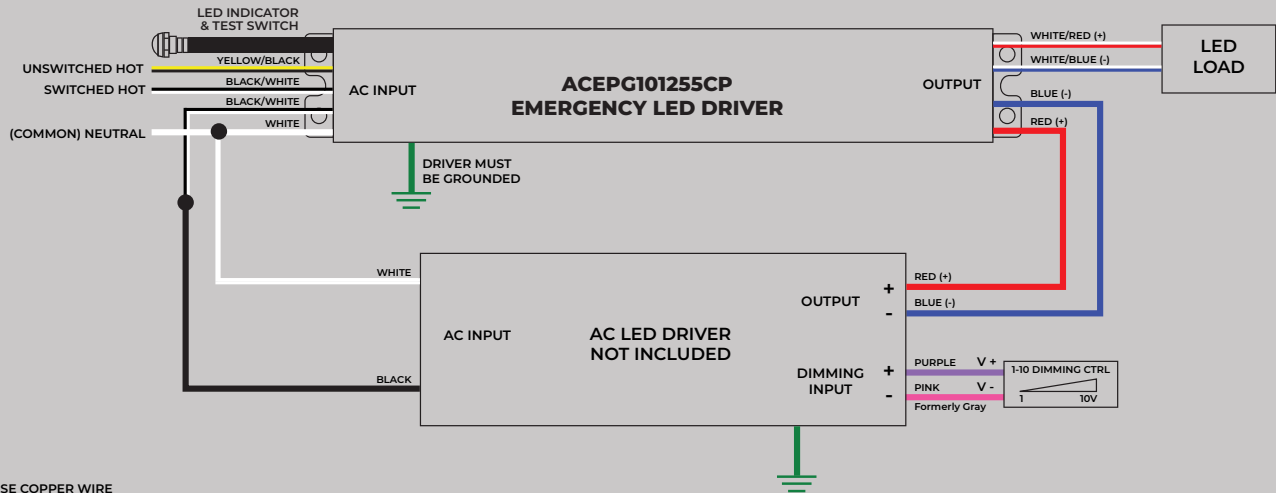 LED INDICATOR
& TEST SWITCH
UNSWITCHED HOT
YELLOW/BLACK
SWITCHED HOT
BLACK/WHITE
BLACK/WHITE
(COMMON) NEUTRAL
WHITE
AC INPUT
ACEPG101255CP
EMERGENCY LED DRIVER
OUTPUT
WHITE/RED (+)
WHITE/BLUE (-)
BLUE (-)
RED (+)
LED
LOAD
DRIVER MUST
BE GROUNDED
WHITE
BLACK
AC INPUT
AC LED DRIVER
NOT INCLUDED
OUTPUT
+
-
RED (+)
BLUE (-)
DIMMING
INPUT
+
-
PURPLE V +
PINK V -
Formerly Gray
1-10 DIMMING CTRL
1 10V
SE COPPER WIRE